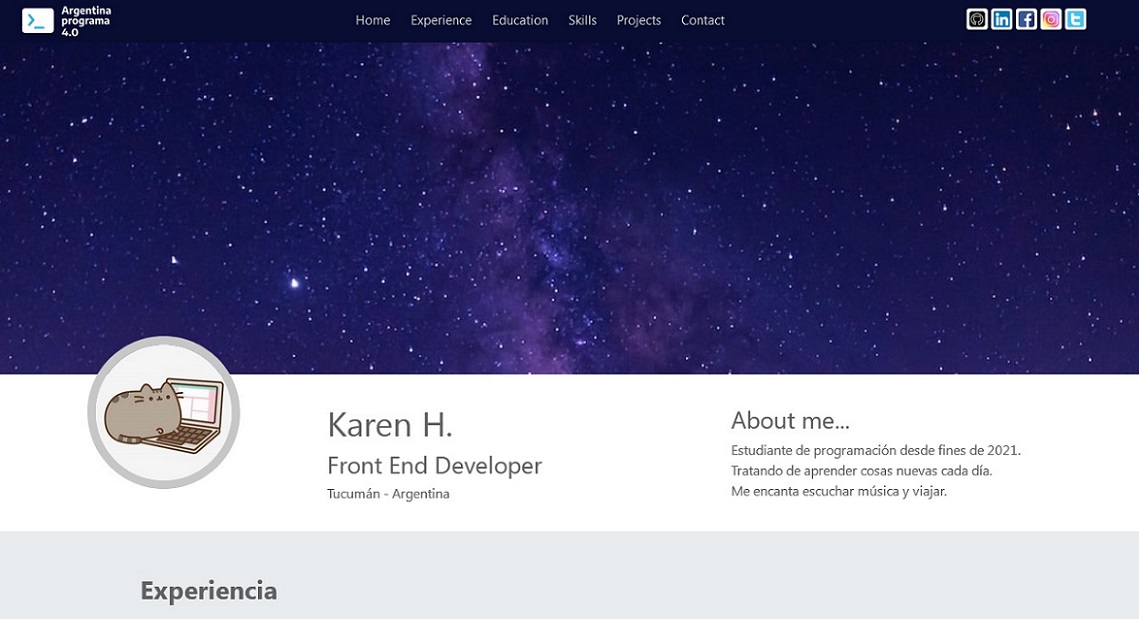 Argentina
programa
4.0
Home Experience Education Skills Projects Contact
Karen H.
Front End Developer
Tucumán - Argentina
About me...
Estudiante de programación desde fines de 2021.
Tratando de aprender cosas nuevas cada día.
Me encanta escuchar música y viajar.
Experiencia